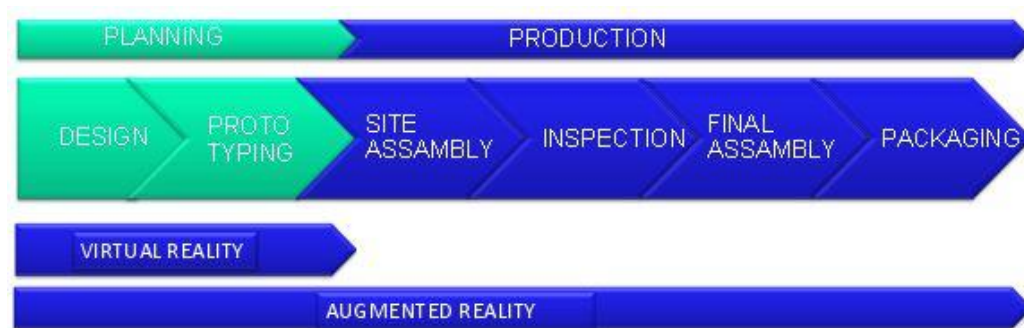 PLANNING
PRODUCTION
DESIGN
PROTO
TYPING
SITE
ASSAMBLY
INSPECTION
FINAL
ASSAMBLY
PACKAGING
VIRTUAL REALITY
AUGMENTED REALITY